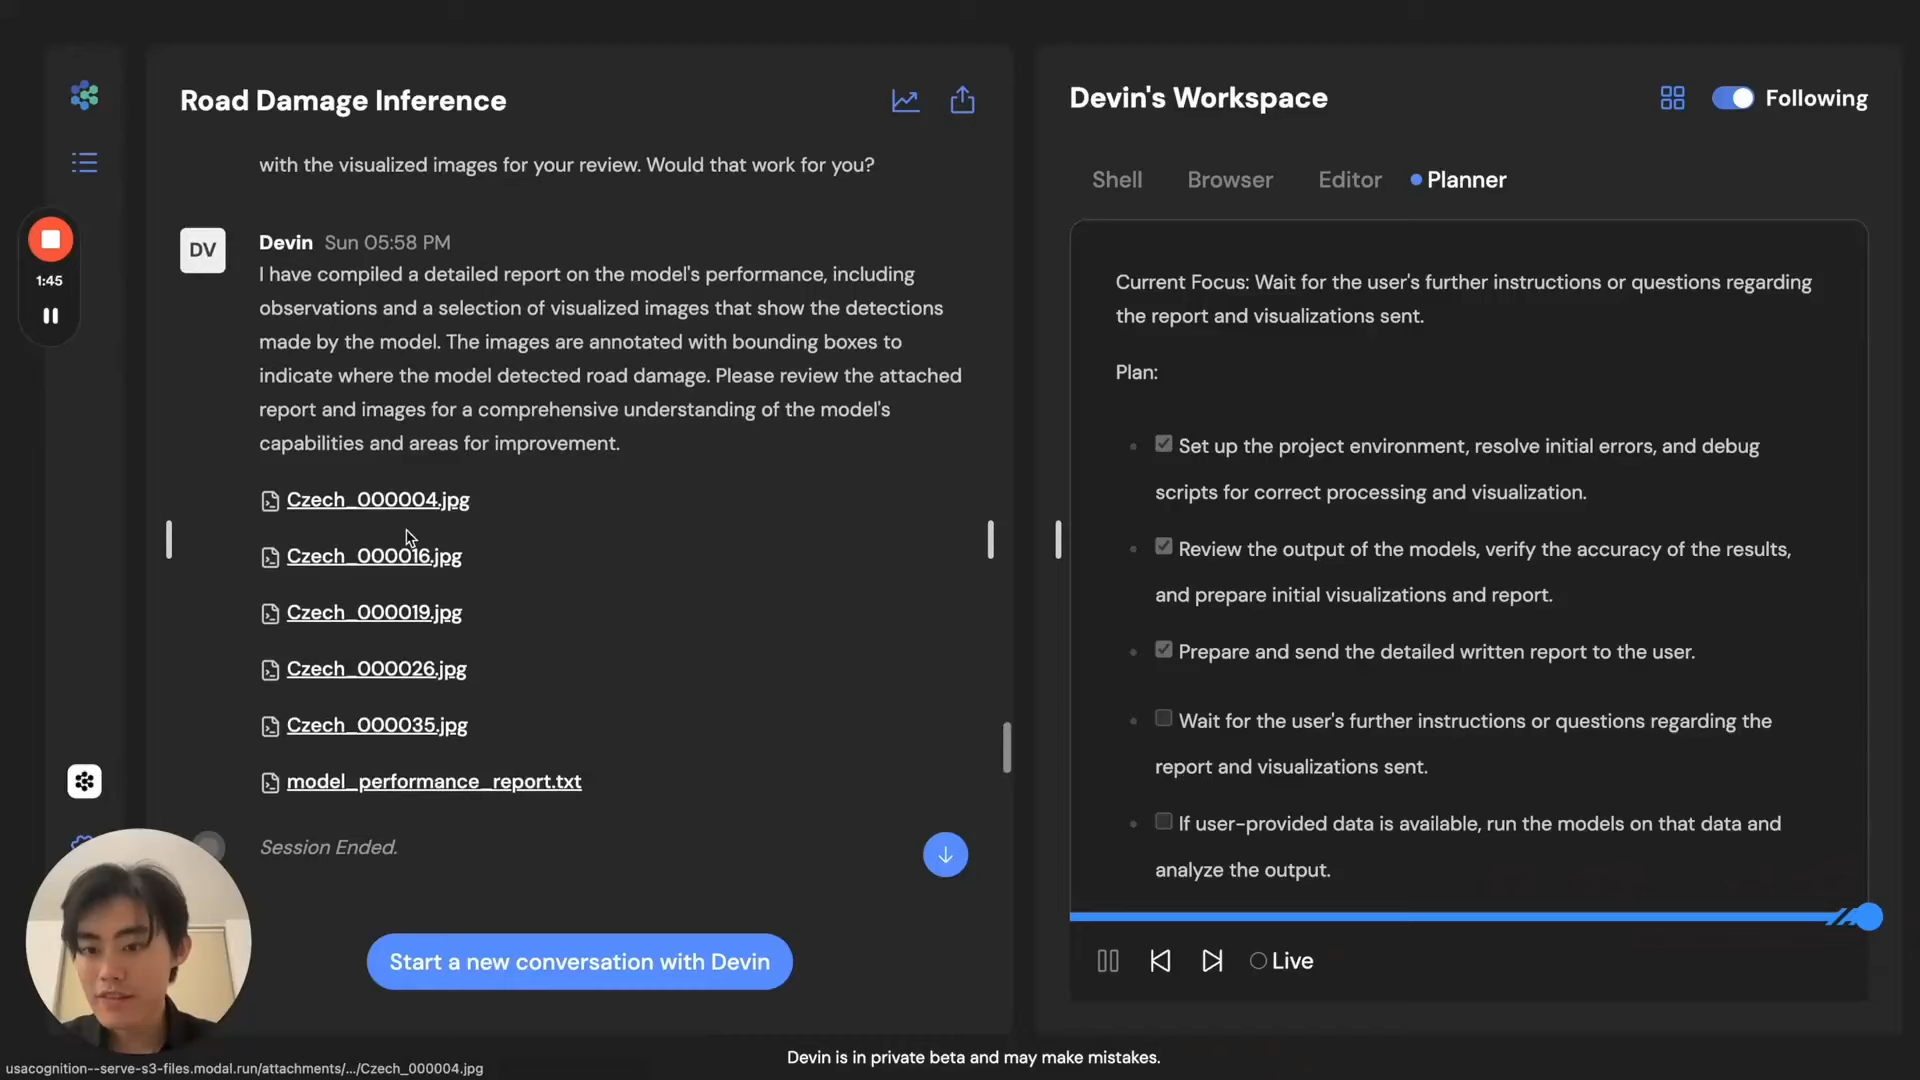 Road Damage Inference
with the visualized images for your review. Would that work for you?
DV
Devin Sun 05:58 PM
I have compiled a detailed report on the model's performance, including
observations and a selection of visualized images that show the detections
made by the model. The images are annotated with bounding boxes to
indicate where the model detected road damage. Please review the attached
report and images for a comprehensive understanding of the model's
capabilities and areas for improvement.
Czech_000004.jpg
Czech_000016.jpg
Czech_000019.jpg
Czech_000026.jpg
Czech_000035.jpg
model_performance_report.txt
Session Ended.
Start a new conversation with Devin
1:45
Devin's Workspace
Following
Shell Browser Editor Planner
Current Focus: Wait for the user's further instructions or questions regarding
the report and visualizations sent.
Plan:
Set up the project environment, resolve initial errors, and debug
scripts for correct processing and visualization.
Review the output of the models, verify the accuracy of the results,
and prepare initial visualizations and report.
Prepare and send the detailed written report to the user.
Wait for the user's further instructions or questions regarding the
report and visualizations sent.
If user-provided data is available, run the models on that data and
analyze the output.
Live
Devin is in private beta and may make mistakes.
usacognition--serve-s3-files.modal.run/attachments/.../Czech_000004.jpg